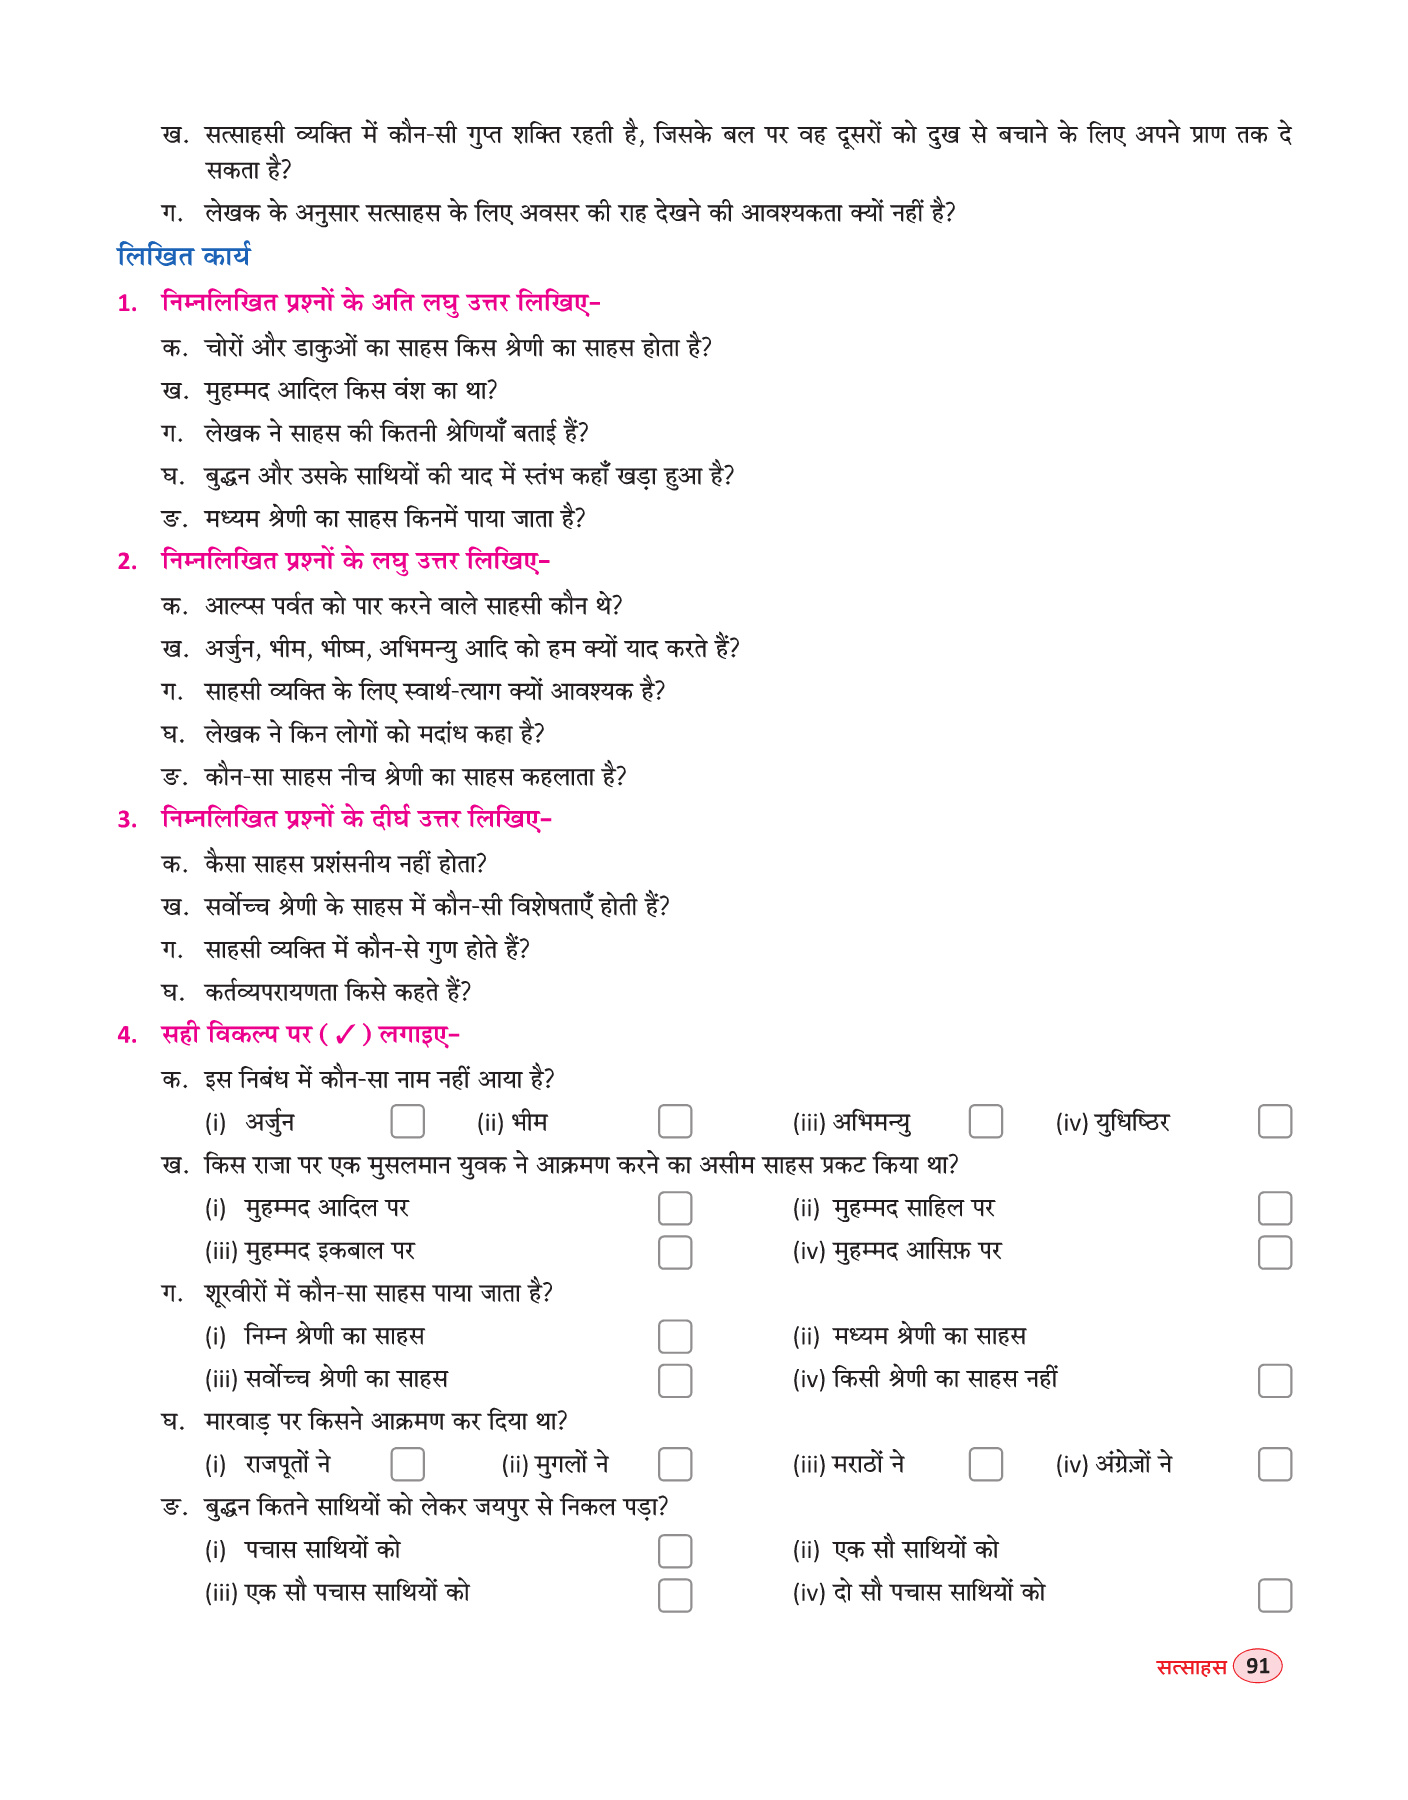 ख. सत्साहसी व्यक्ति में कौन-सी गुप्त शक्ति रहती है, जिसके बल पर वह दूसरों को दुख से बचाने के लिए अपने प्राण तक दे
सकता है?
ग. लेखक के अनुसार सत्साहस के लिए अवसर की राह देखने की आवश्यकता क्यों नहीं है?
लिखित कार्य
1. निम्नलिखित प्रश्नों के अति लघु उत्तर लिखिए–
क. चोरों और डाकुओं का साहस किस श्रेणी का साहस होता है?
ख. मुहम्मद आदिल किस वंश का था?
ग. लेखक ने साहस की कितनी श्रेणियाँ बताई हैं?
घ. बुद्धन और उसके साथियों की याद में स्तंभ कहाँ खड़ा हुआ है?
ङ. मध्यम श्रेणी का साहस किनमें पाया जाता है?
2. निम्नलिखित प्रश्नों के लघु उत्तर लिखिए–
क. आल्प्स पर्वत को पार करने वाले साहसी कौन थे?
ख. अर्जुन, भीम, भीष्म, अभिमन्यु आदि को हम क्यों याद करते हैं?
ग. साहसी व्यक्ति के लिए स्वार्थ-त्याग क्यों आवश्यक है?
घ. लेखक ने किन लोगों को मदांध कहा है?
ङ. कौन-सा साहस नीच श्रेणी का साहस कहलाता है?
3. निम्नलिखित प्रश्नों के दीर्घ उत्तर लिखिए–
क. कैसा साहस प्रशंसनीय नहीं होता?
ख. सर्वोच्च श्रेणी के साहस में कौन-सी विशेषताएँ होती हैं?
ग. साहसी व्यक्ति में कौन-से गुण होते हैं?
घ. कर्तव्यपरायणता किसे कहते हैं?
4. सही विकल्प पर (✓) लगाइए–
क. इस निबंध में कौन-सा नाम नहीं आया है?
(i) अर्जुन (ii) भीम (iii) अभिमन्यु (iv) युधिष्ठिर
ख. किस राजा पर एक मुसलमान युवक ने आक्रमण करने का असीम साहस प्रकट किया था?
(i) मुहम्मद आदिल पर (ii) मुहम्मद साहिल पर
(iii) मुहम्मद इकबाल पर (iv) मुहम्मद आसिफ़ पर
ग. शूरवीरों में कौन-सा साहस पाया जाता है?
(i) निम्न श्रेणी का साहस (ii) मध्यम श्रेणी का साहस
(iii) सर्वोच्च श्रेणी का साहस (iv) किसी श्रेणी का साहस नहीं
घ. मारवाड़ पर किसने आक्रमण कर दिया था?
(i) राजपूतों ने (ii) मुगलों ने (iii) मराठों ने (iv) अंग्रेज़ों ने
ङ. बुद्धन कितने साथियों को लेकर जयपुर से निकल पड़ा?
(i) पचास साथियों को (ii) एक सौ साथियों को
(iii) एक सौ पचास साथियों को (iv) दो सौ पचास साथियों को
सत्साहस 91